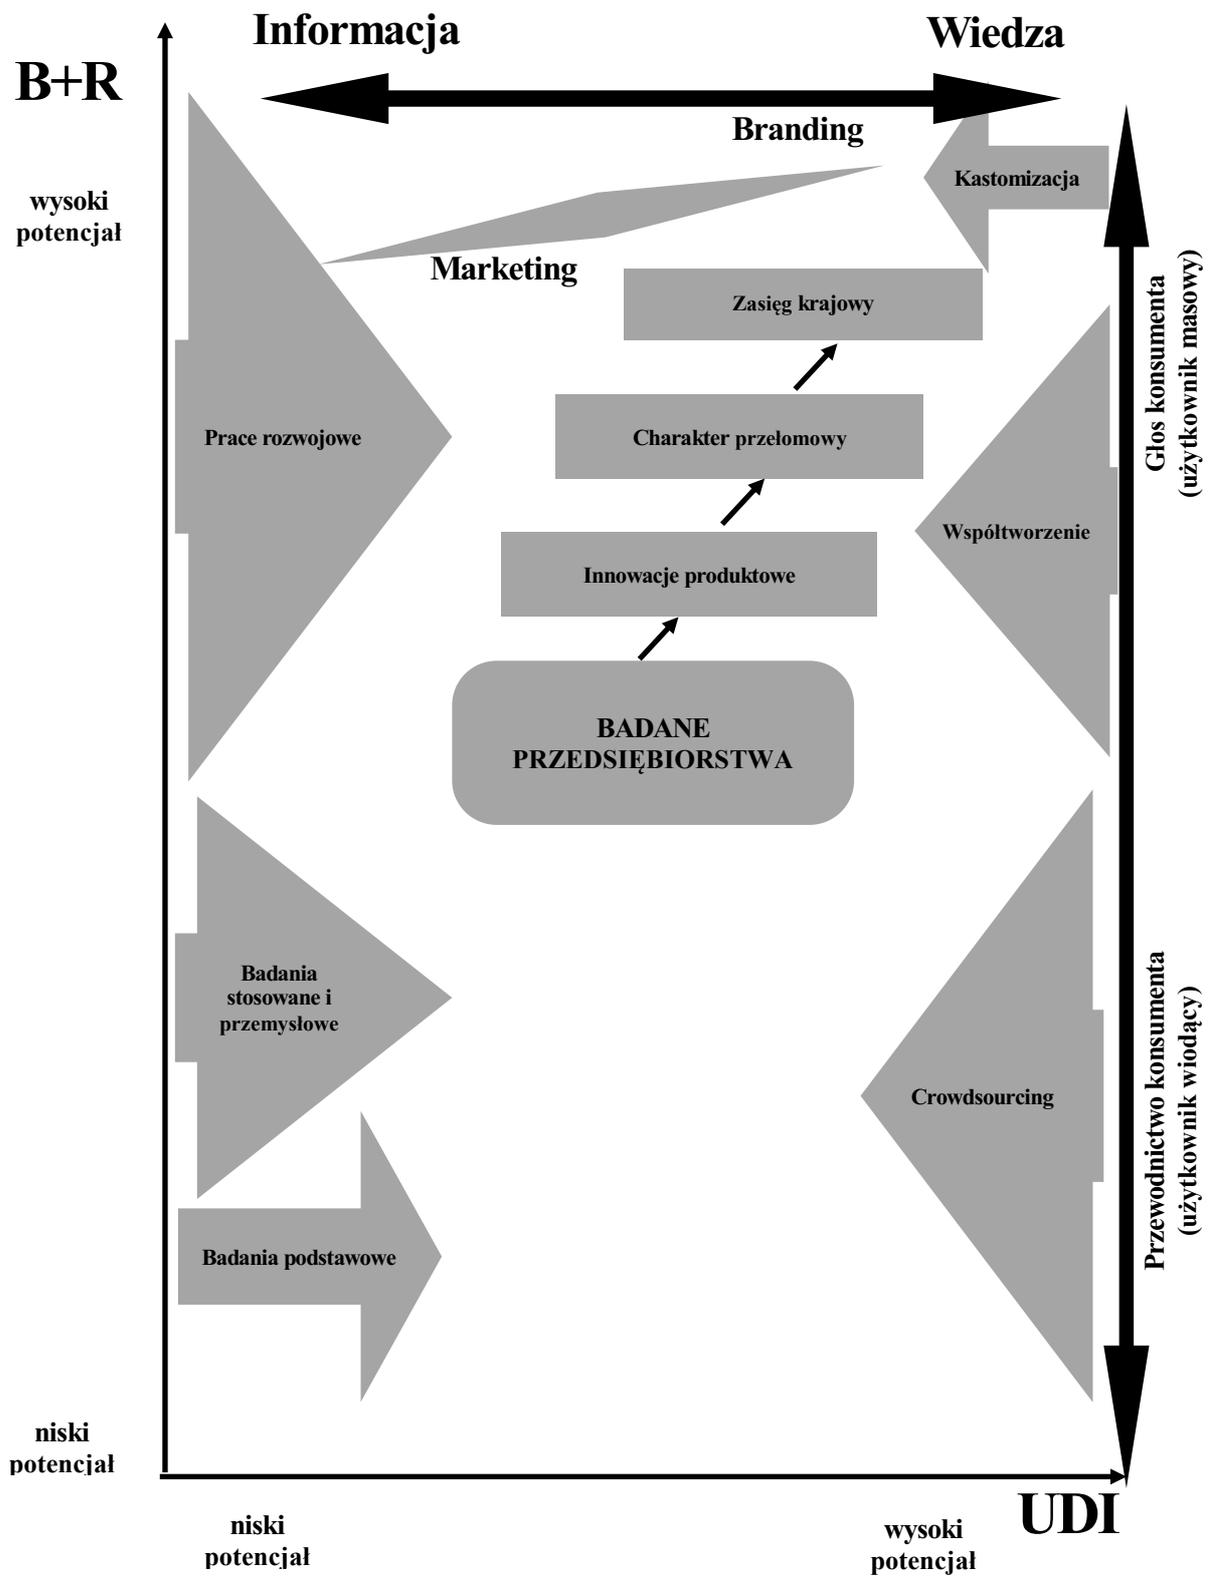 Informacja
Wiedza
B+R
Branding
wysoki
potencjał
Kastomizacja
Marketing
Zasięg krajowy
Głos konsumenta
(użytkownik masowy)
Prace rozwojowe
Charakter przełomowy
Współtworzenie
Innowacje produktowe
BADANE
PRZEDSIĘBIORSTWA
Badania
stosowane i
przemysłowe
Crowdsourcing
Przewodnictwo konsumenta
(użytkownik wiodący)
Badania podstawowe
niski
potencjał
UDI
niski
potencjał
wysoki
potencjał